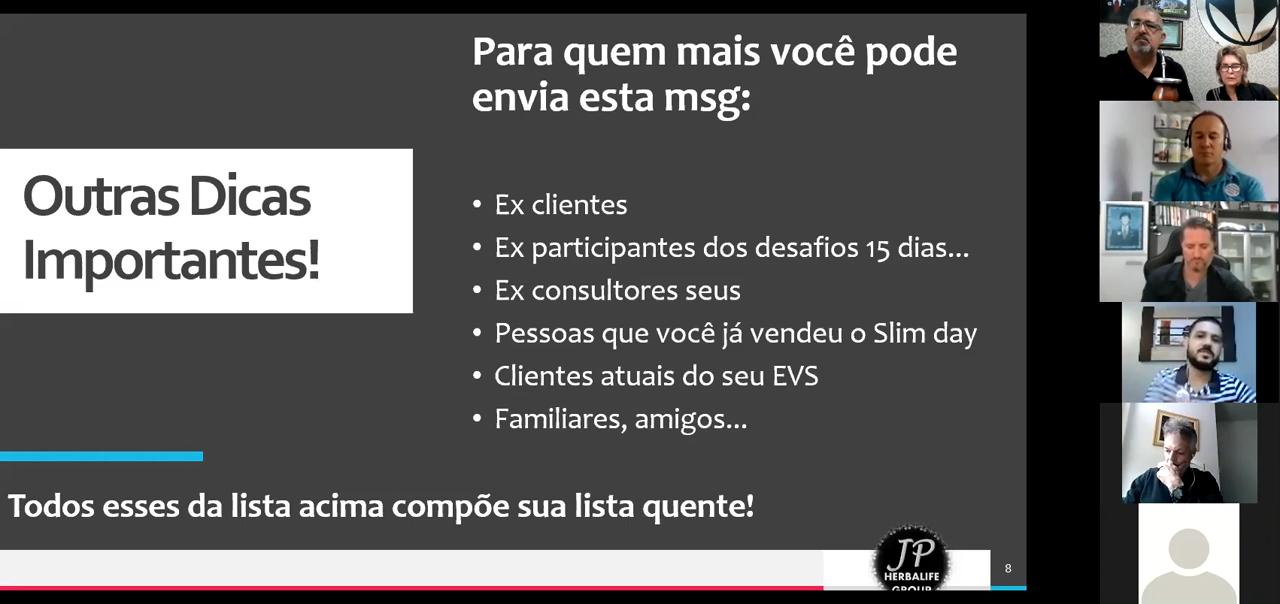 Para quem mais você pode
envia esta msg:
Outras Dicas
Importantes!
• Ex clientes
• Ex participantes dos desafios 15 dias...
• Ex consultores seus
• Pessoas que você já vendeu o Slim day
• Clientes atuais do seu EVS
• Familiares, amigos...
Todos esses da lista acima compõe sua lista quente!
JP
HERBALIFE
GROUP
8